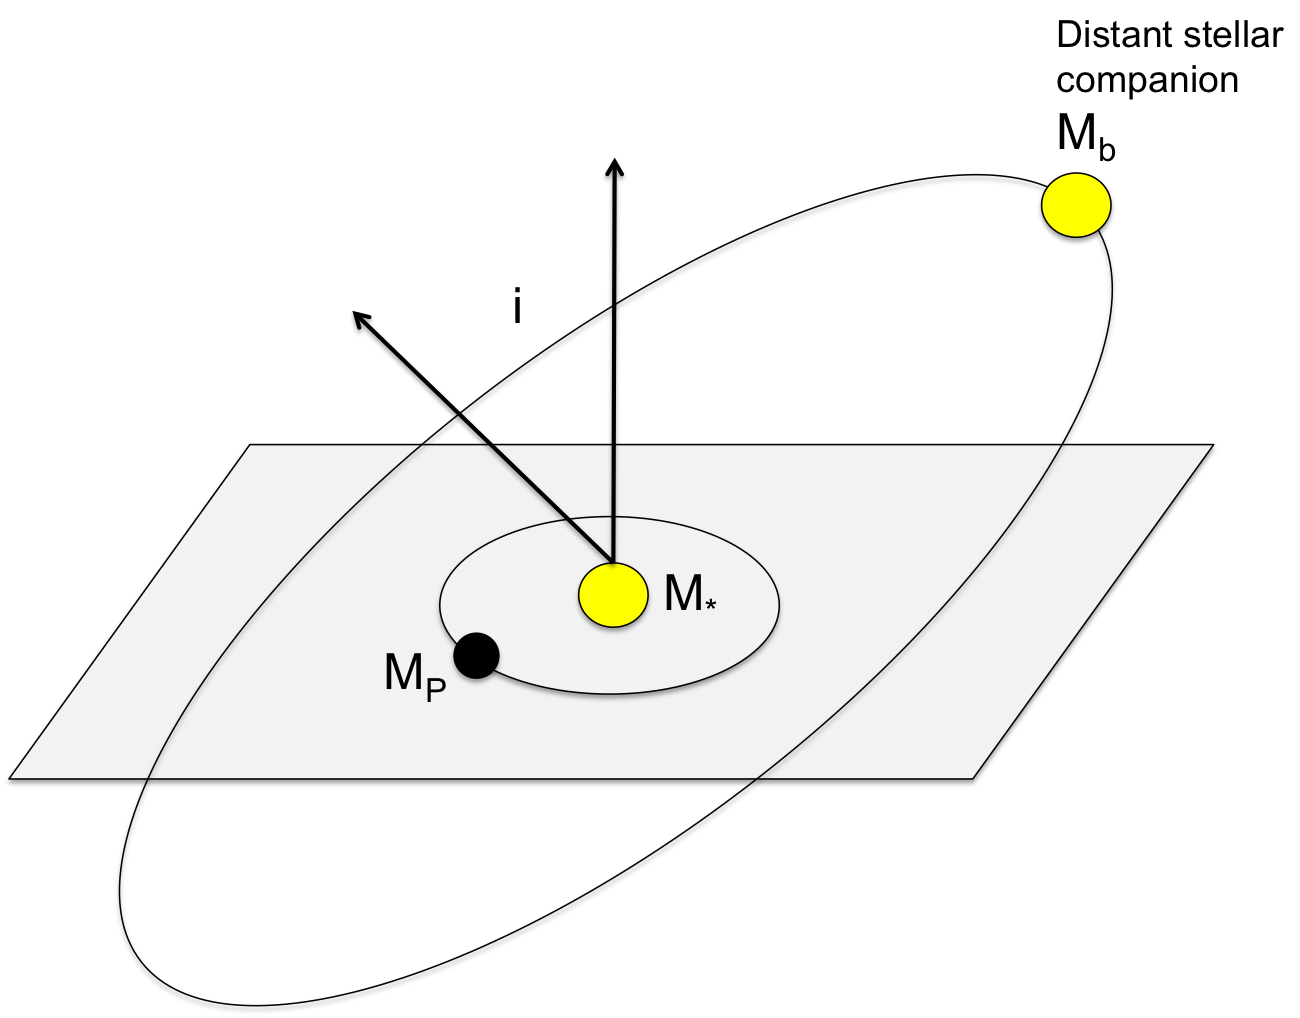 Distant stellar
companion
M_b
i
M_*
M_P